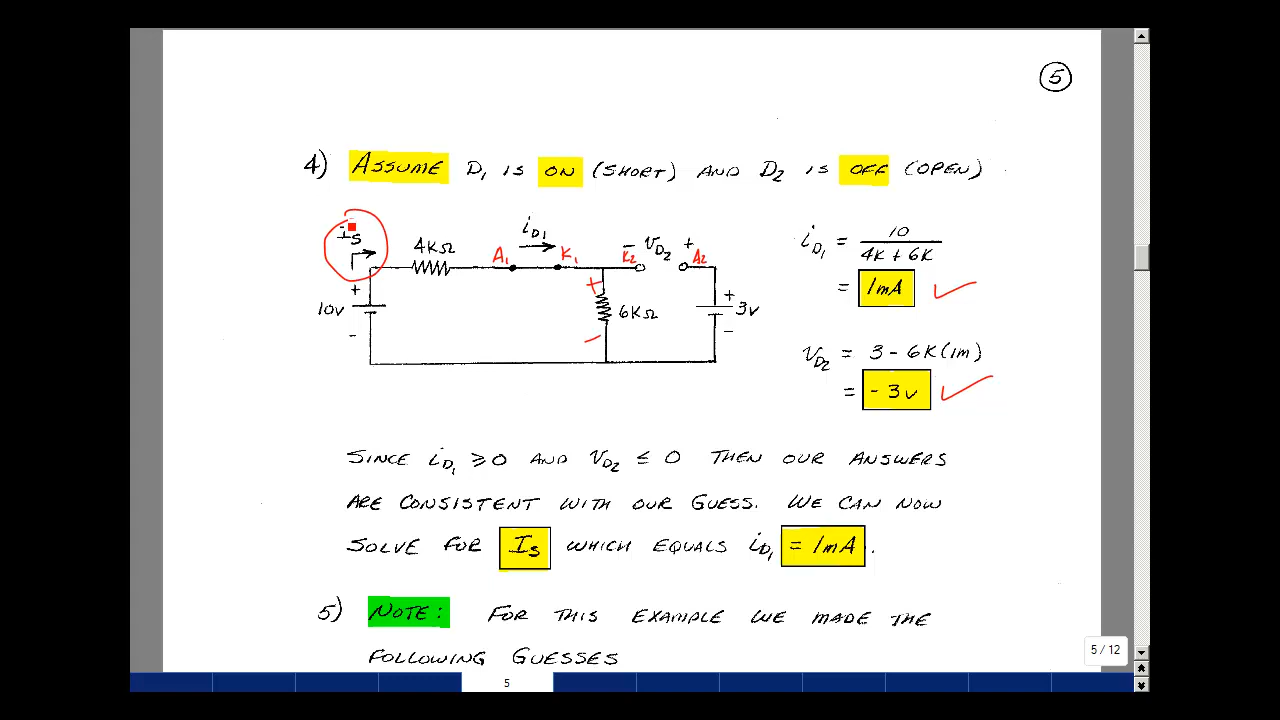 5
4) ASSUME D1 IS ON (SHORT) AND D2 IS OFF (OPEN)
IS
4KΩ
A1
iD1
K1
- VD2 +
K2
A2
+
10V
-
+
6KΩ
-
+
3V
-
iD1 = 10 / 4K + 6K
= 1mA
VD2 = 3 - 6K(1m)
= -3V
SINCE iD1 ≥ 0 AND VD2 ≤ 0 THEN OUR ANSWERS
ARE CONSISTENT WITH OUR GUESS. WE CAN NOW
SOLVE FOR IS WHICH EQUALS iD1 = 1mA.
5) NOTE: FOR THIS EXAMPLE WE MADE THE
FOLLOWING GUESSES
5 / 12
5